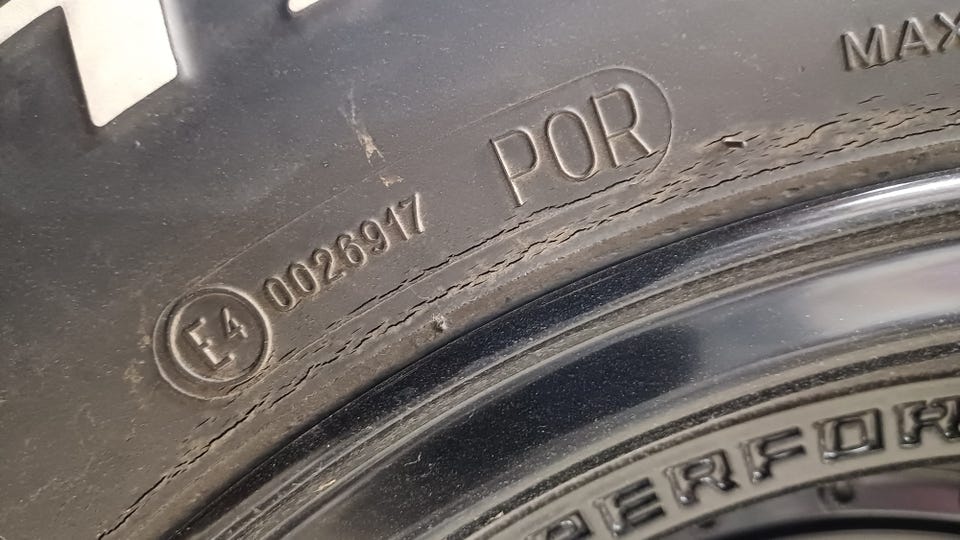 MAX
POR
E4 0026917
PERFOR